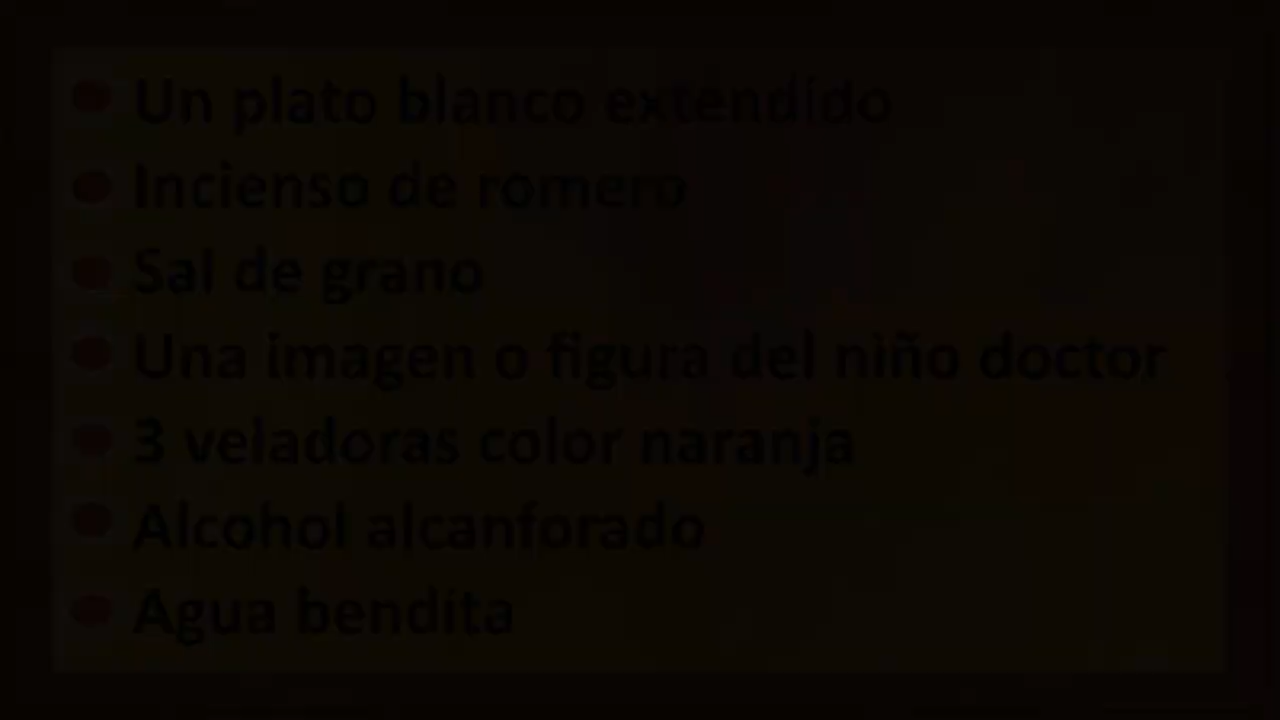 Un plato blanco extendido
Incienso de romero
Sal de grano
Una imagen o figura del niño doctor
3 veladoras color naranja
Alcohol alcanforado
Agua bendita